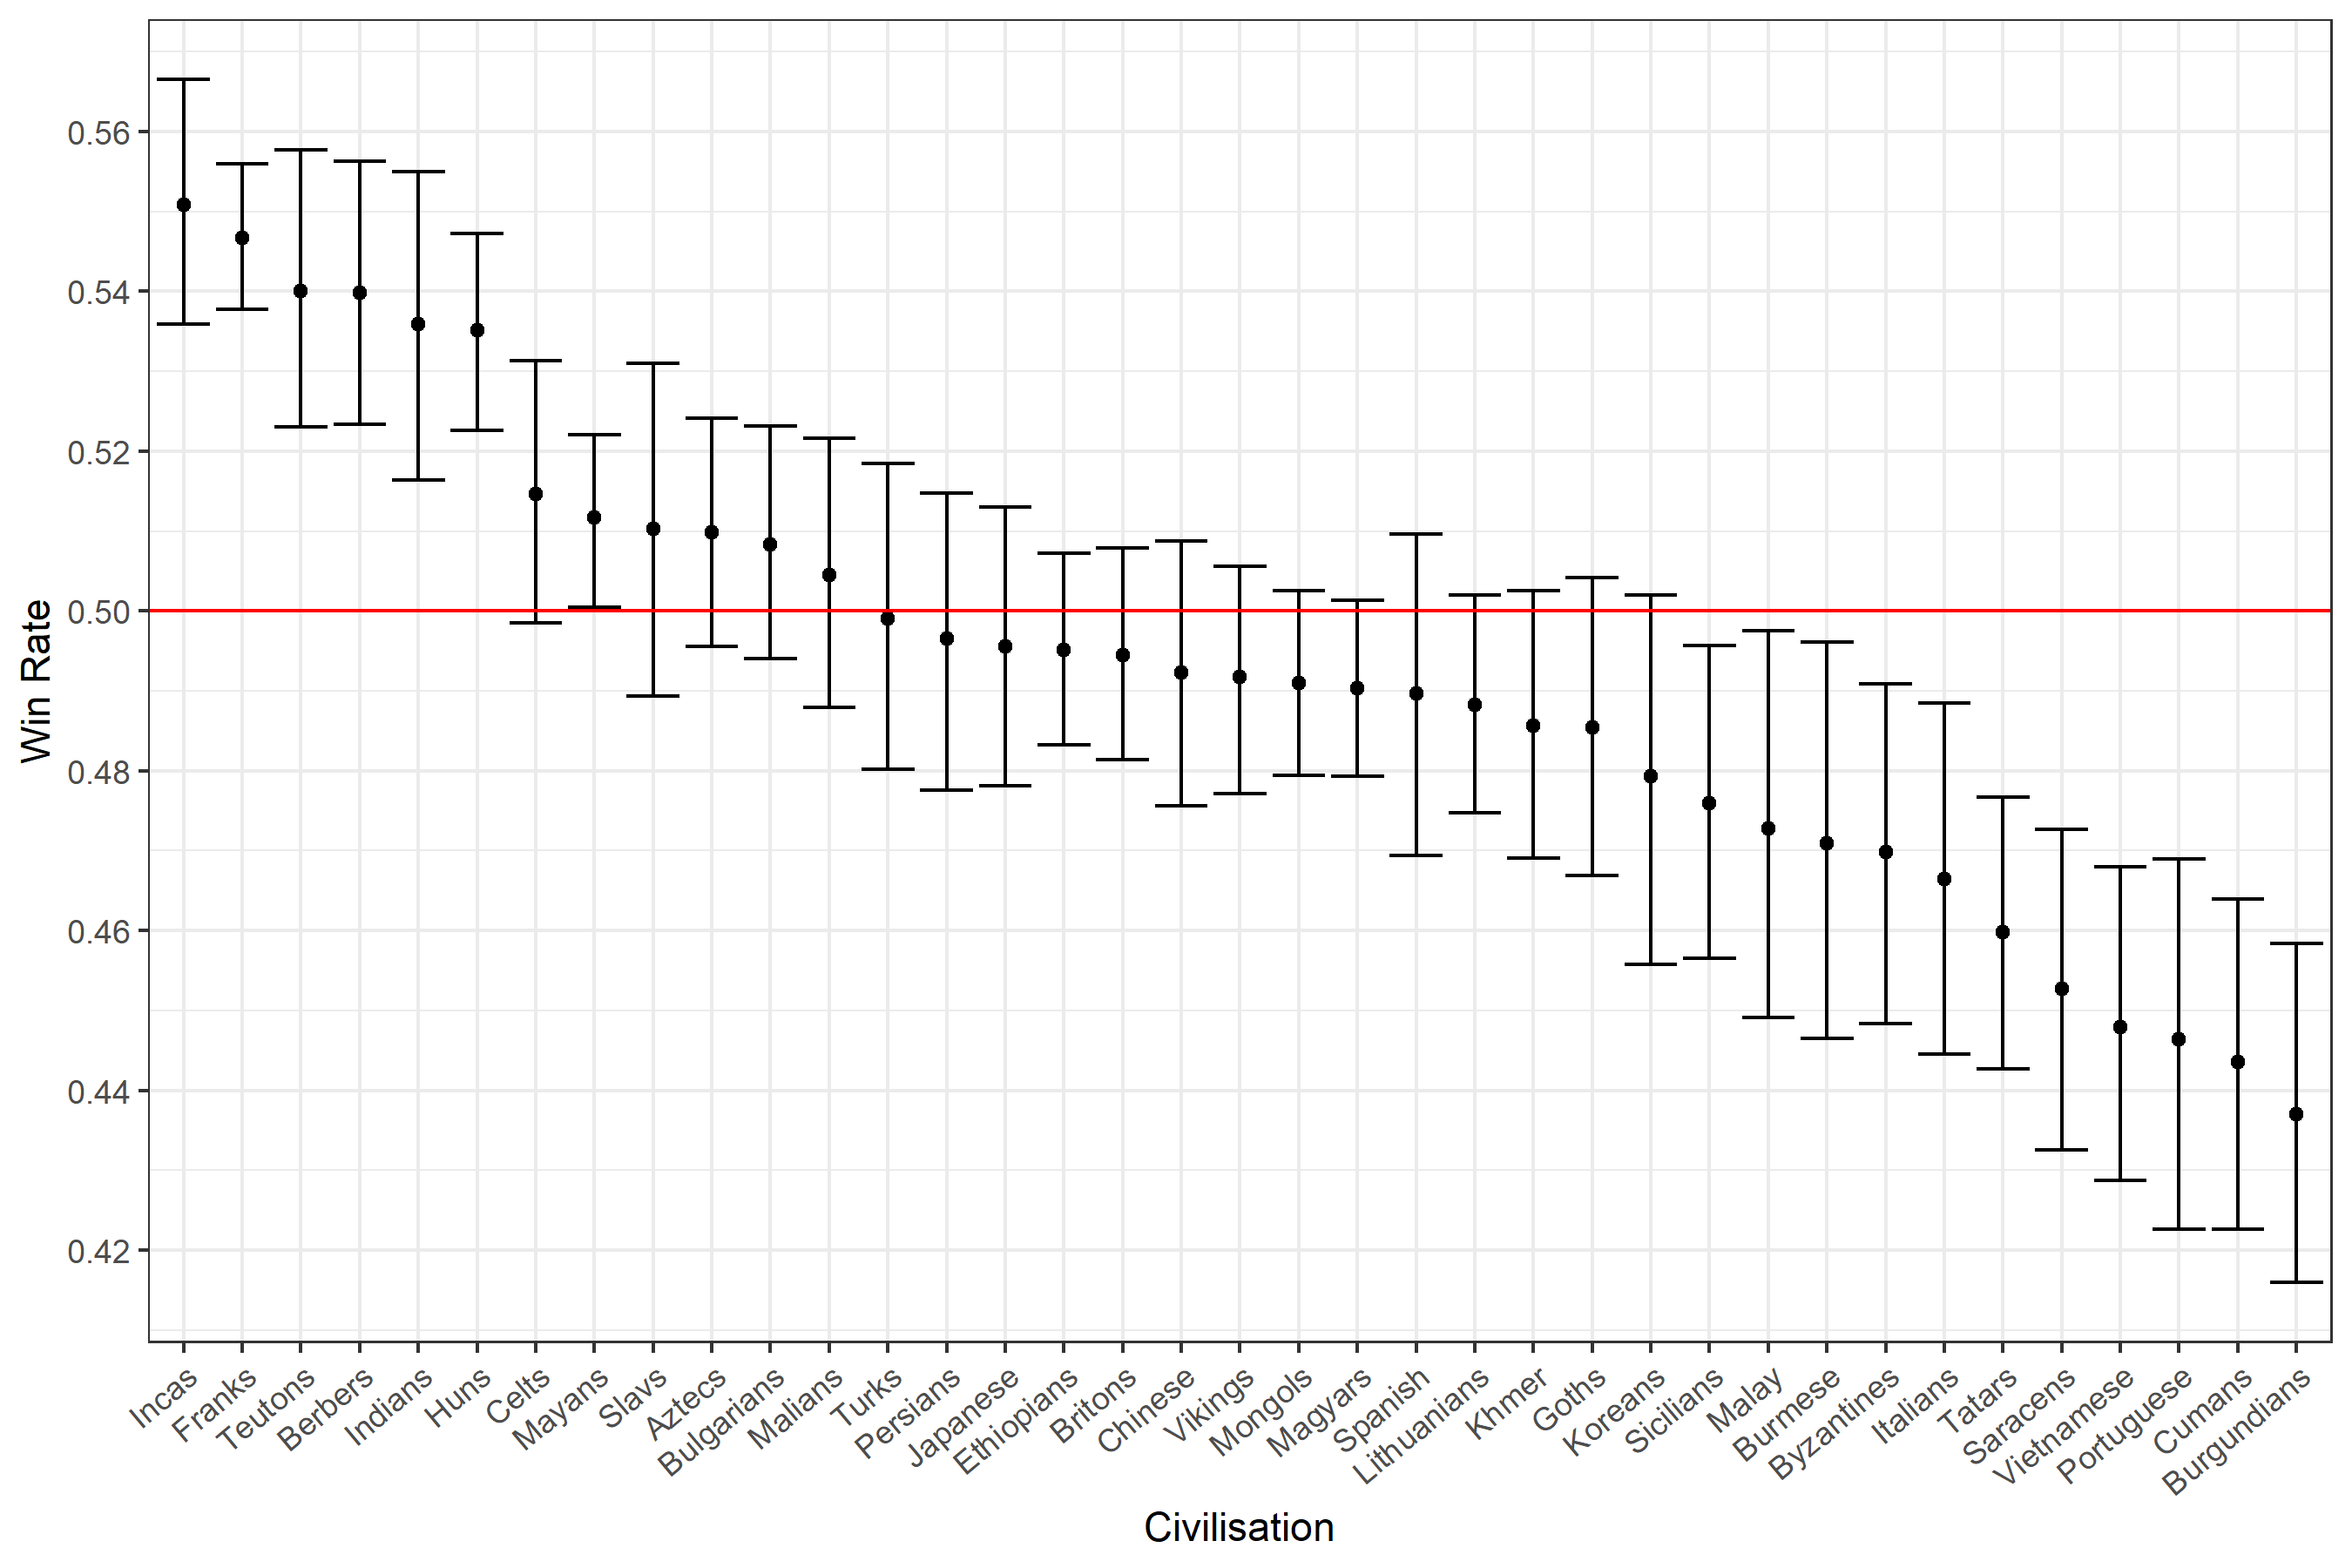 0.56
0.54
0.52
0.50
0.48
0.46
0.44
0.42
Win Rate
Incas
Franks
Teutons
Berbers
Indians
Huns
Celts
Mayans
Slavs
Aztecs
Bulgarians
Malians
Turks
Persians
Japanese
Ethiopians
Britons
Chinese
Vikings
Mongols
Magyars
Spanish
Lithuanians
Khmer
Goths
Koreans
Sicilians
Malay
Burmese
Byzantines
Italians
Tatars
Saracens
Vietnamese
Portuguese
Cumans
Burgundians
Civilisation